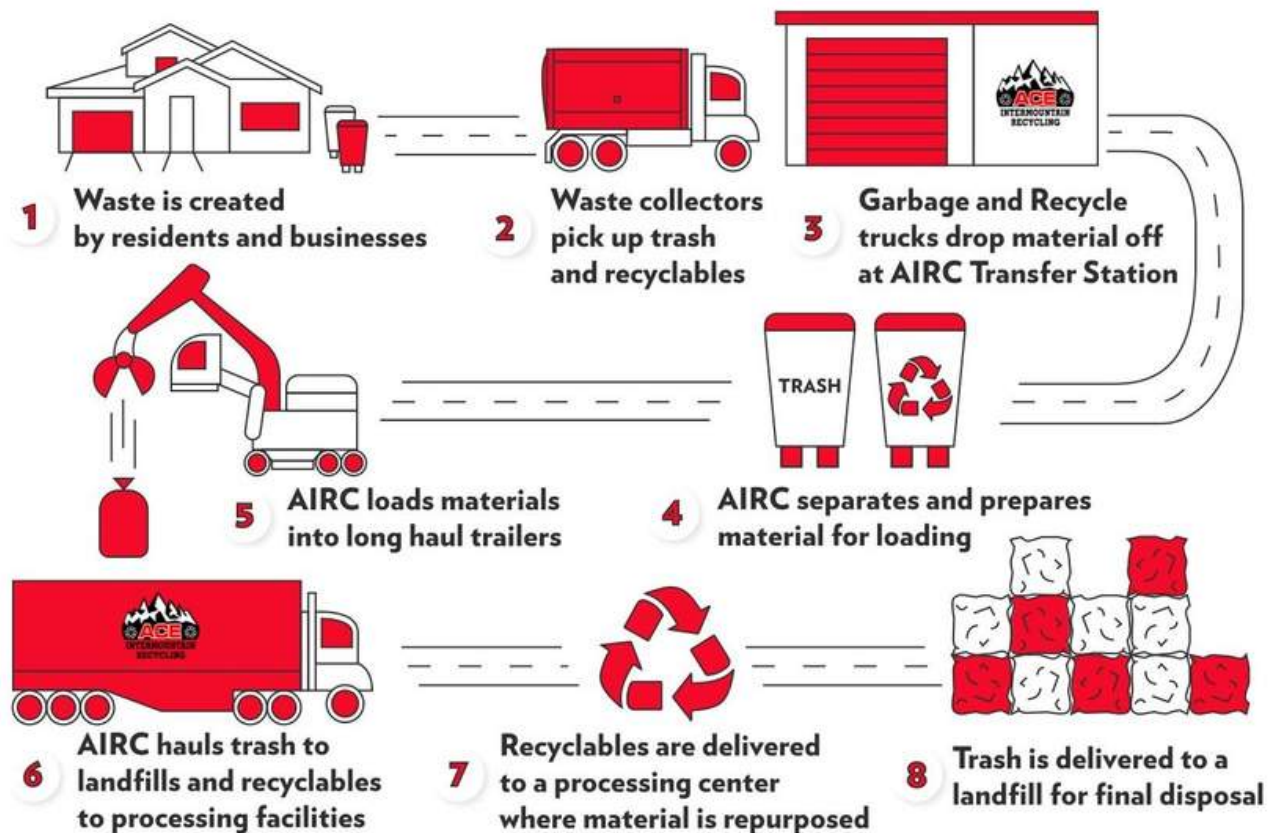 ACE
INTERMOUNTAIN
RECYCLING
1
Waste is created
by residents and businesses
2
Waste collectors
pick up trash
and recyclables
3
Garbage and Recycle
trucks drop material off
at AIRC Transfer Station
TRASH
4
AIRC separates and prepares
material for loading
5
AIRC loads materials
into long haul trailers
ACE
INTERMOUNTAIN
RECYCLING
6
AIRC hauls trash to
landfills and recyclables
to processing facilities
7
Recyclables are delivered
to a processing center
where material is repurposed
8
Trash is delivered to a
landfill for final disposal